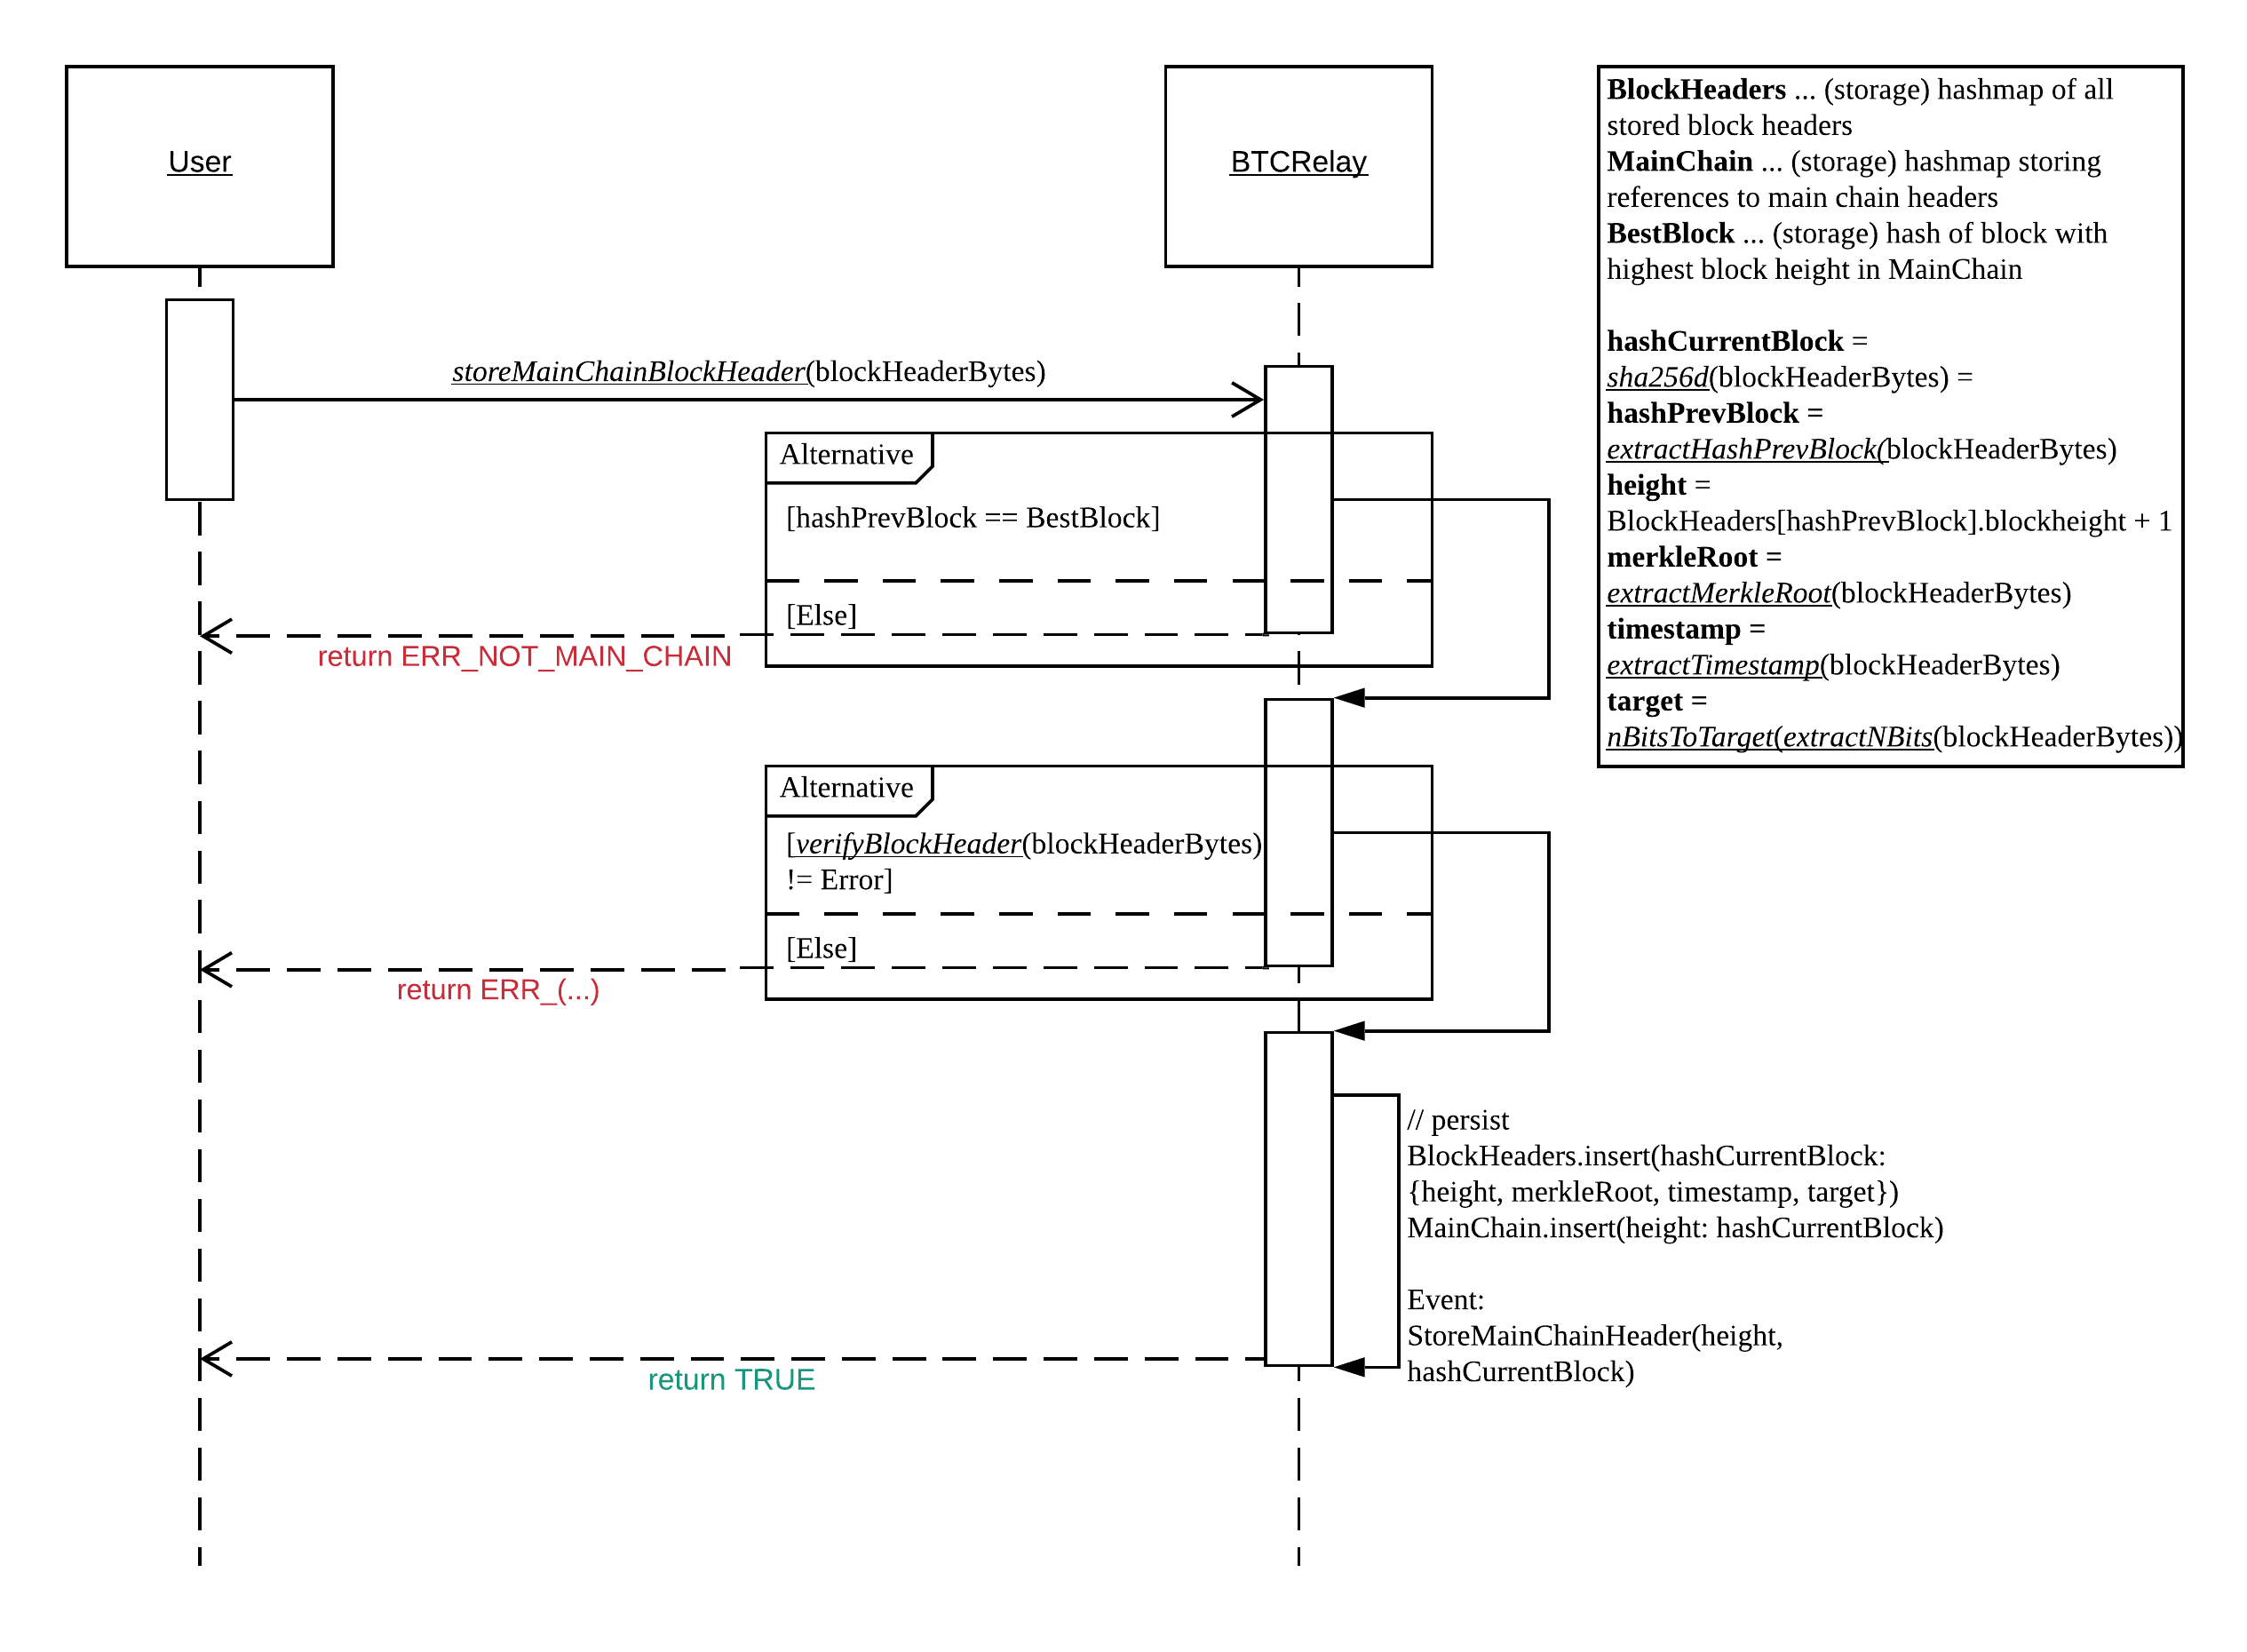 User
BTCRelay
BlockHeaders ... (storage) hashmap of all
stored block headers
MainChain ... (storage) hashmap storing
references to main chain headers
BestBlock ... (storage) hash of block with
highest block height in MainChain
hashCurrentBlock =
sha256d(blockHeaderBytes) =
hashPrevBlock =
extractHashPrevBlock(blockHeaderBytes)
height =
BlockHeaders[hashPrevBlock].blockheight + 1
merkleRoot =
extractMerkleRoot(blockHeaderBytes)
timestamp =
extractTimestamp(blockHeaderBytes)
target =
nBitsToTarget(extractNBits(blockHeaderBytes))
storeMainChainBlockHeader(blockHeaderBytes)
Alternative
[hashPrevBlock == BestBlock]
[Else]
return ERR_NOT_MAIN_CHAIN
Alternative
[verifyBlockHeader(blockHeaderBytes)
!= Error]
[Else]
return ERR_(...)
// persist
BlockHeaders.insert(hashCurrentBlock:
{height, merkleRoot, timestamp, target})
MainChain.insert(height: hashCurrentBlock)
Event:
StoreMainChainHeader(height,
hashCurrentBlock)
return TRUE